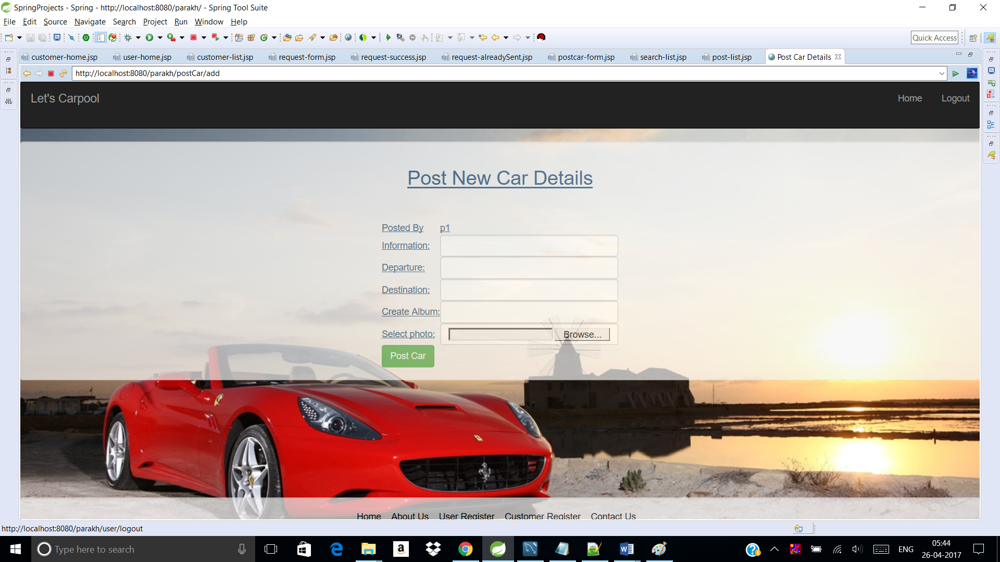 SpringProjects - Spring - http://localhost:8080/parakh/ - Spring Tool Suite
File Edit Source Navigate Search Project Run Window Help
Quick Access
customer-home.jsp user-home.jsp customer-list.jsp request-form.jsp request-success.jsp request-alreadySent.jsp postcar-form.jsp search-list.jsp post-list.jsp Post Car Details
http://localhost:8080/parakh/postCar/add
Let's Carpool Home Logout
Post New Car Details
Posted By p1
Information:
Departure:
Destination:
Create Album:
Select photo: Browse...
Post Car
Home About Us User Register Customer Register Contact Us
http://localhost:8080/parakh/user/logout
Type here to search
ENG
05:44
26-04-2017